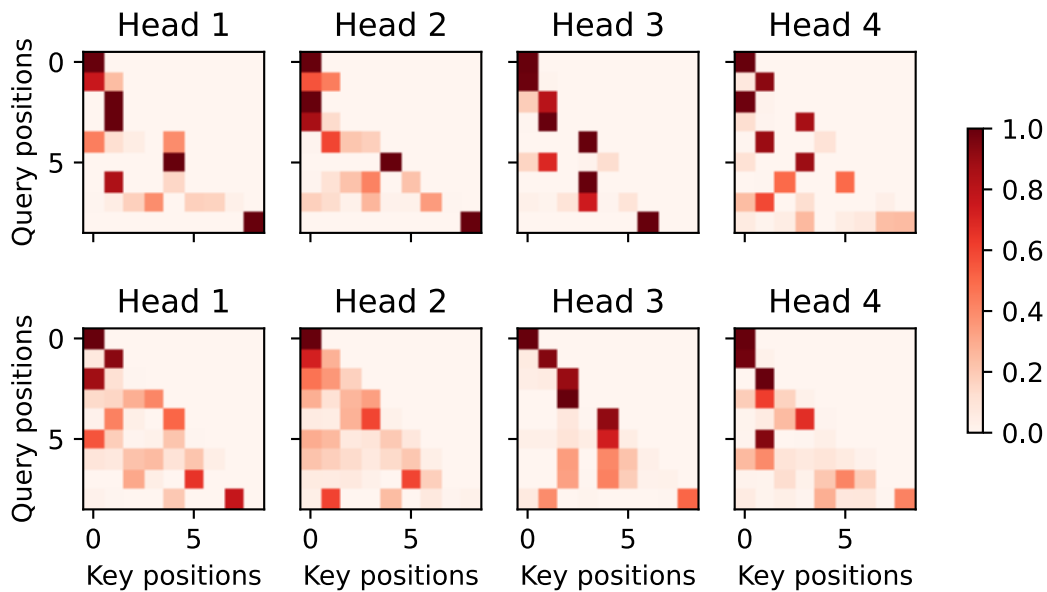 Head 1 Head 2 Head 3 Head 4
Query positions
0
5
1.0
0.8
0.6
0.4
0.2
0.0
Head 1 Head 2 Head 3 Head 4
Query positions
0
5
0 5 0 5 0 5 0 5
Key positions Key positions Key positions Key positions